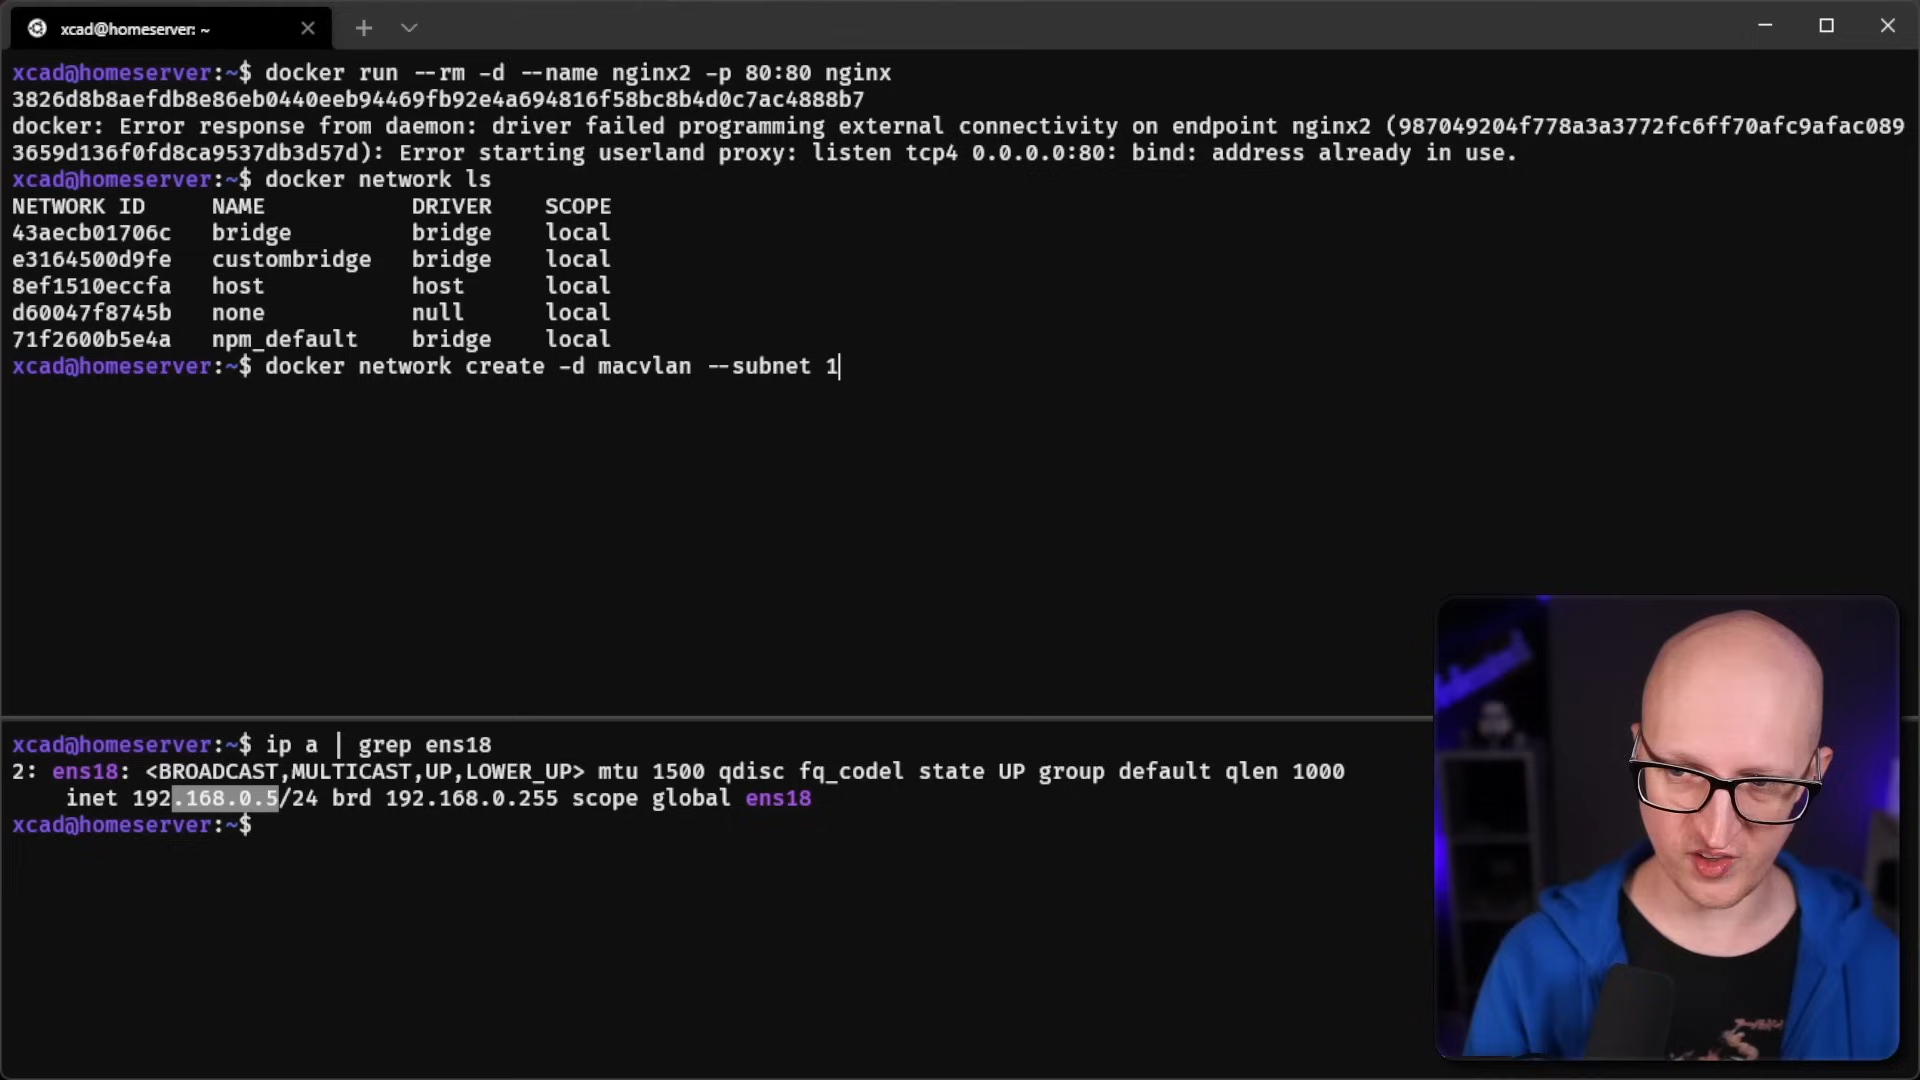 xcad@homeserver: ~
xcad@homeserver:~$ docker run --rm -d --name nginx2 -p 80:80 nginx
3826d8b8aefdb8e86eb0440eeb94469fb92e4a694816f58bc8b4d0c7ac4888b7
docker: Error response from daemon: driver failed programming external connectivity on endpoint nginx2 (987049204f778a3a3772fc6ff70afc9afac089
3659d136f0fd8ca9537db3d57d): Error starting userland proxy: listen tcp4 0.0.0.0:80: bind: address already in use.
xcad@homeserver:~$ docker network ls
NETWORK ID NAME DRIVER SCOPE
43aecb01706c bridge bridge local
e3164500d9fe custombridge bridge local
8ef1510eccfa host host local
d60047f8745b none null local
71f2600b5e4a npm_default bridge local
xcad@homeserver:~$ docker network create -d macvlan --subnet 1
xcad@homeserver:~$ ip a | grep ens18
2: ens18: <BROADCAST,MULTICAST,UP,LOWER_UP> mtu 1500 qdisc fq_codel state UP group default qlen 1000
inet 192.168.0.5/24 brd 192.168.0.255 scope global ens18
xcad@homeserver:~$